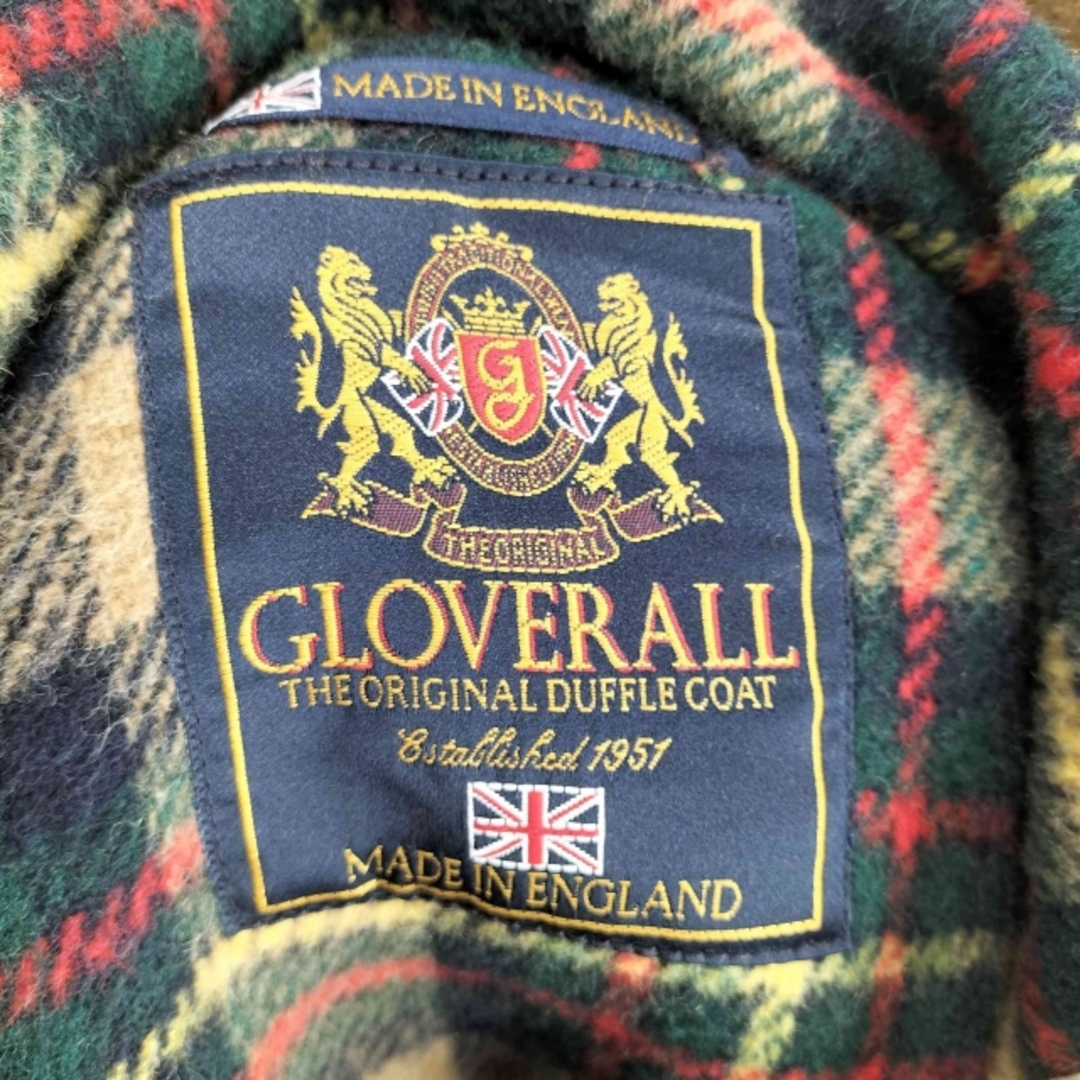 MADE IN ENGLAND
g
THE ORIGINAL
GLOVERALL
THE ORIGINAL DUFFLE COAT
Established 1951
MADE IN ENGLAND